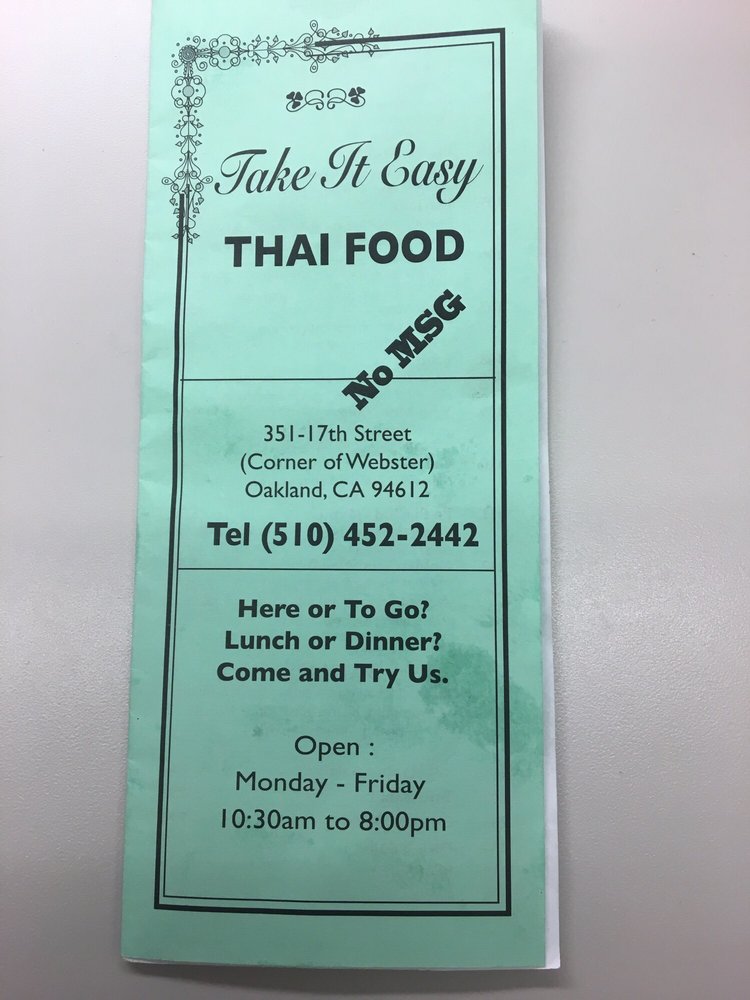 Take It Easy
THAI FOOD
No MSG
351-17th Street
(Corner of Webster)
Oakland, CA 94612
Tel (510) 452-2442
Here or To Go?
Lunch or Dinner?
Come and Try Us.
Open :
Monday - Friday
10:30am to 8:00pm